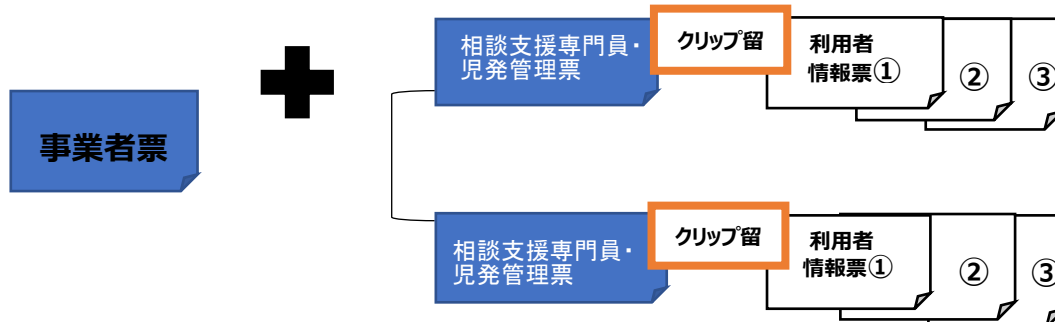 事業者票
相談支援専門員・
児発管理票
クリップ留
利用者
情報票①
②
③
相談支援専門員・
児発管理票
クリップ留
利用者
情報票①
②
③